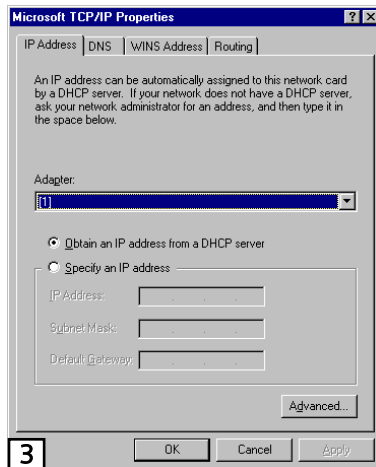 Microsoft TCP/IP Properties
IP Address DNS WINS Address Routing
An IP address can be automatically assigned to this network card
by a DHCP server. If your network does not have a DHCP server,
ask your network administrator for an address, and then type it in
the space below.
Adapter:
[1]
Obtain an IP address from a DHCP server
Specify an IP address
IP Address:
Subnet Mask:
Default Gateway:
Advanced...
3
OK Cancel Apply